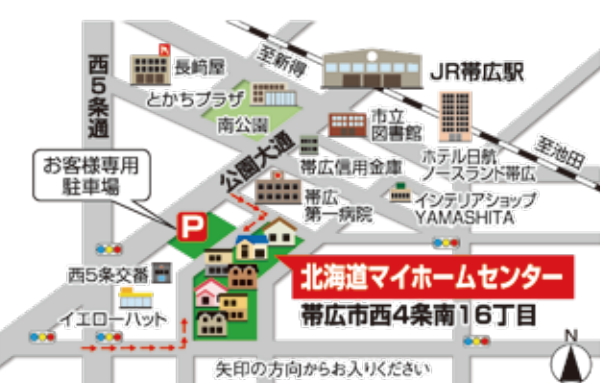 至新得
JR帯広駅
西5条通
長崎屋
とかちプラザ
南公園
市立
図書館
ホテル日航
ノースランド帯広
至池田
公園大通
帯広信用金庫
お客様専用
駐車場
P
帯広
第一病院
インテリアショップ
YAMASHITA
西5条交番
イエローハット
北海道マイホームセンター
帯広市西4条南16丁目
矢印の方向からお入りください
N